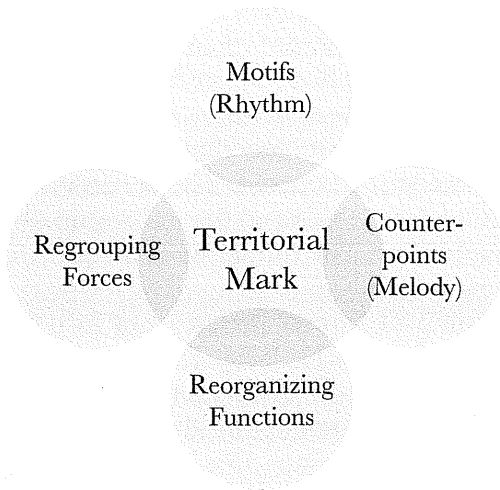 Motifs
(Rhythm)
Regrouping
Forces
Territorial
Mark
Counter-
points
(Melody)
Reorganizing
Functions